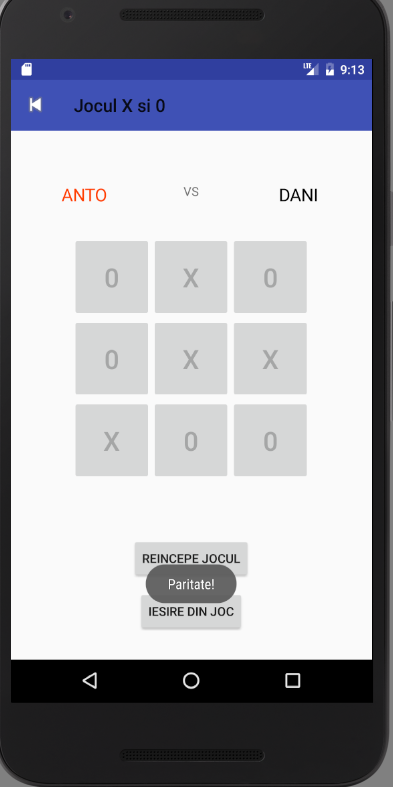 LTE 9:13
Jocul X si 0
ANTO VS DANI
0 X 0
0 X X
X 0 0
REINCEPE JOCUL
Paritate!
IESIRE DIN JOC